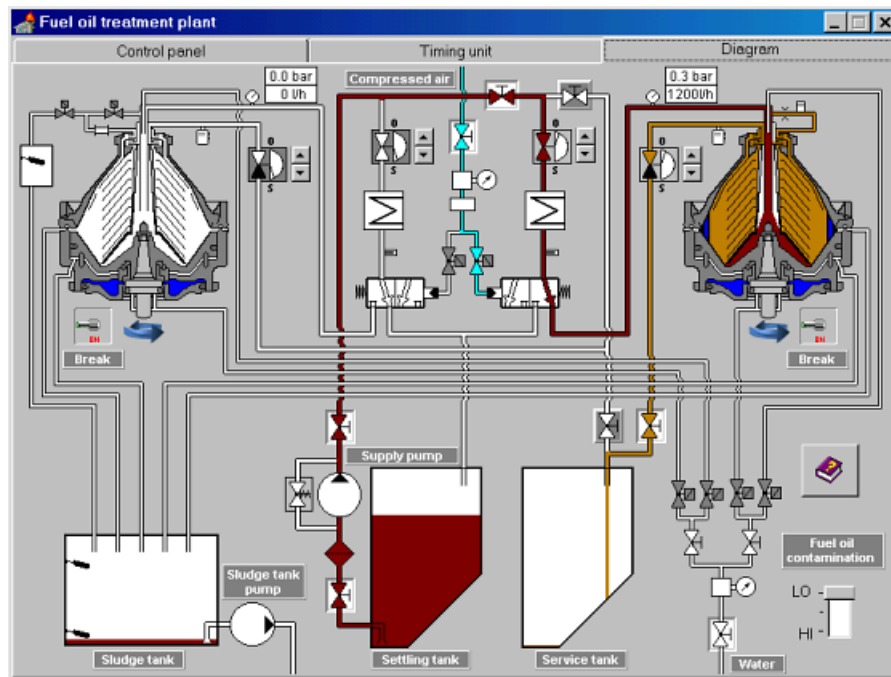 Fuel oil treatment plant
Control panel
Timing unit
Diagram
0.0 bar
0 l/h
Compressed air
0.3 bar
1200l/h
0
S
0
S
0
S
0
S
Break
Break
Supply pump
Sludge tank
pump
Fuel oil
contamination
LO
HI
Sludge tank
Settling tank
Service tank
Water